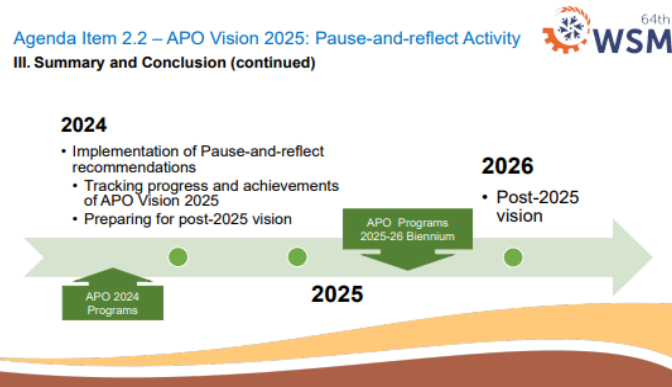 Agenda Item 2.2 – APO Vision 2025: Pause-and-reflect Activity
64th
WSM
III. Summary and Conclusion (continued)
2024
• Implementation of Pause-and-reflect
recommendations
• Tracking progress and achievements
of APO Vision 2025
• Preparing for post-2025 vision
2026
• Post-2025
vision
APO Programs
2025-26 Biennium
APO 2024
Programs
2025